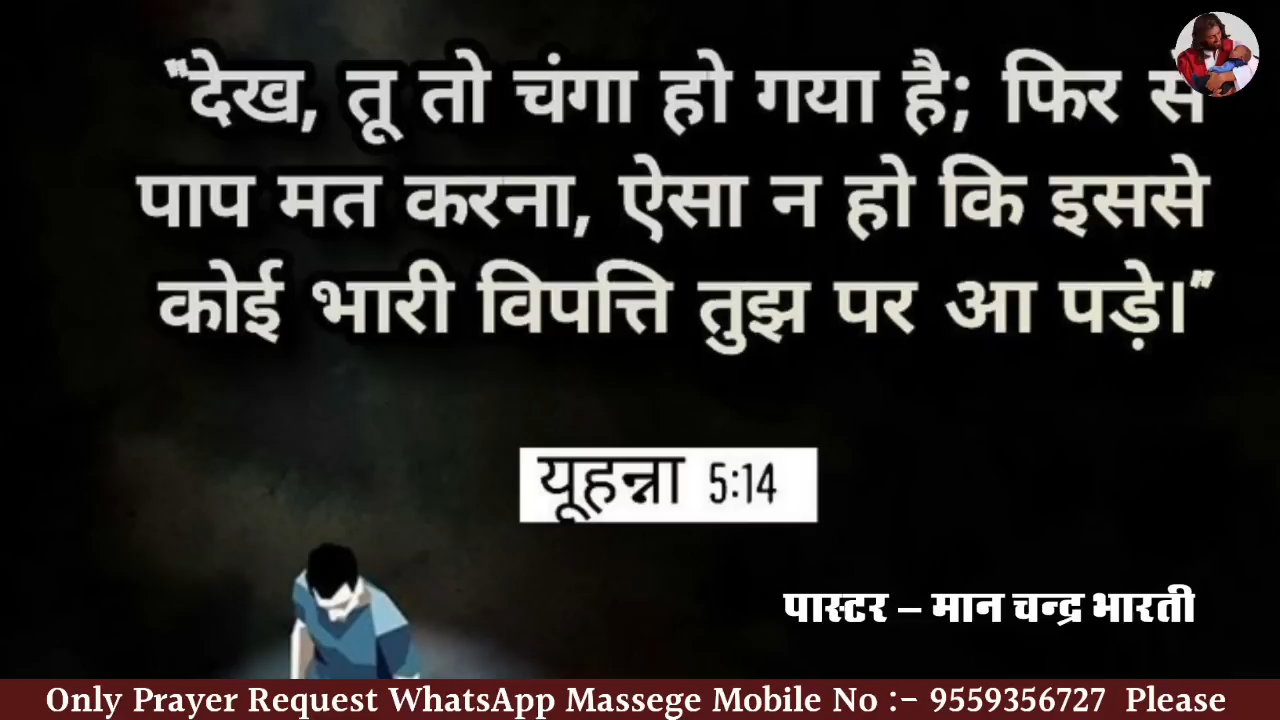 "देख, तू तो चंगा हो गया है; फिर से
पाप मत करना, ऐसा न हो कि इससे
कोई भारी विपत्ति तुझ पर आ पड़े।"
यूहन्ना 5:14
पास्टर – मान चन्द्र भारती
Only Prayer Request WhatsApp Massege Mobile No :- 9559356727 Please